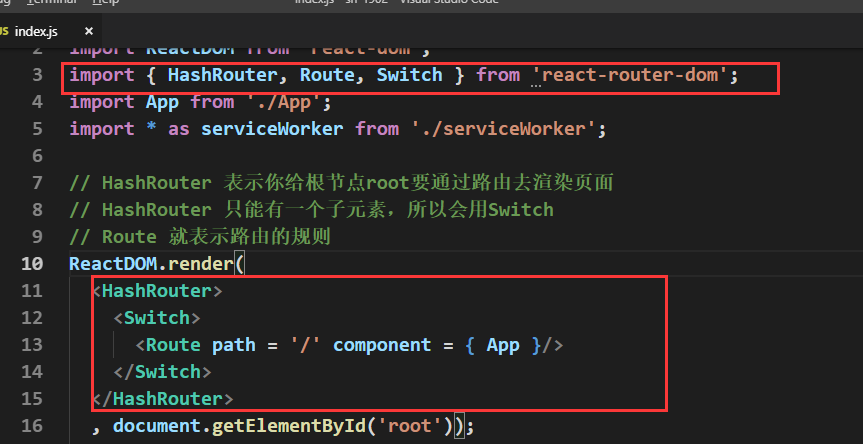 Terminal Help index.js - sh-1902 - Visual Studio Code
JS index.js ×
2 import ReactDOM from 'react-dom';
3 import { HashRouter, Route, Switch } from 'react-router-dom';
4 import App from './App';
5 import * as serviceWorker from './serviceWorker';
6
7 // HashRouter 表示你给根节点root要通过路由去渲染页面
8 // HashRouter 只能有一个子元素，所以会用Switch
9 // Route 就表示路由的规则
10 ReactDOM.render(
11 <HashRouter>
12 <Switch>
13 <Route path = '/' component = { App }/>
14 </Switch>
15 </HashRouter>
16 , document.getElementById('root'));